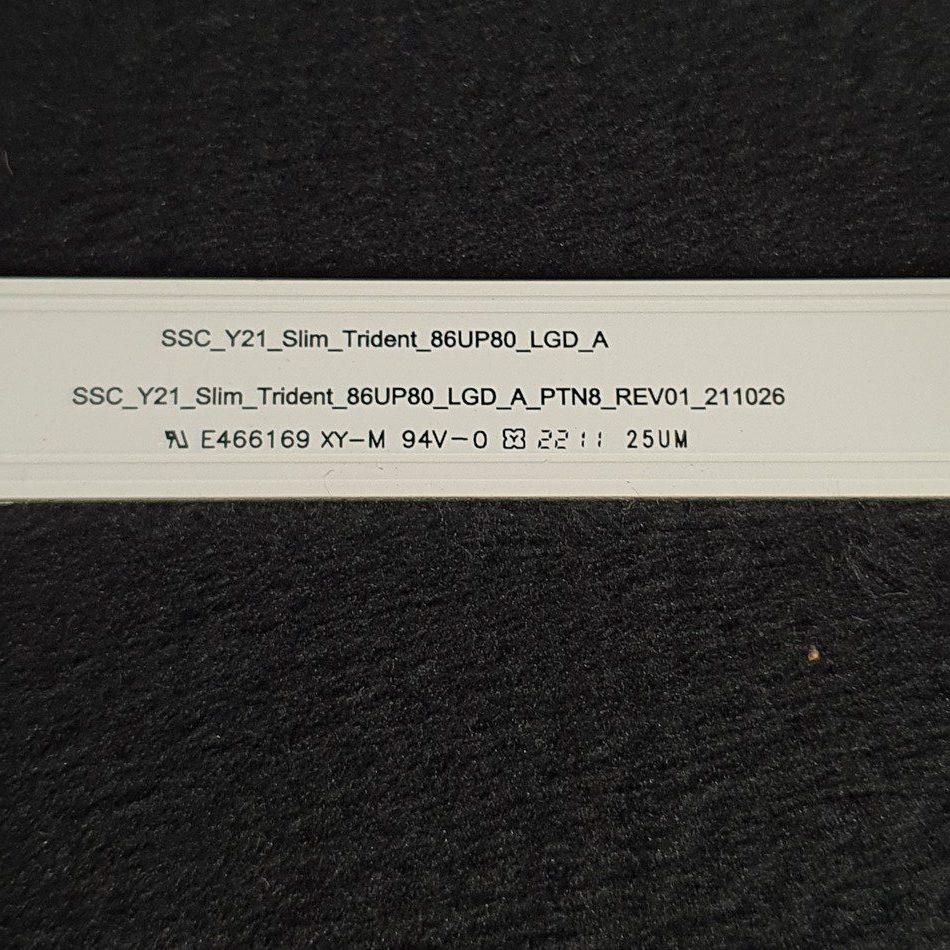 SSC_Y21_Slim_Trident_86UP80_LGD_A
SSC_Y21_Slim_Trident_86UP80_LGD_A_PTN8_REV01_211026
E466169 XY-M 94V-0 2211 25UM